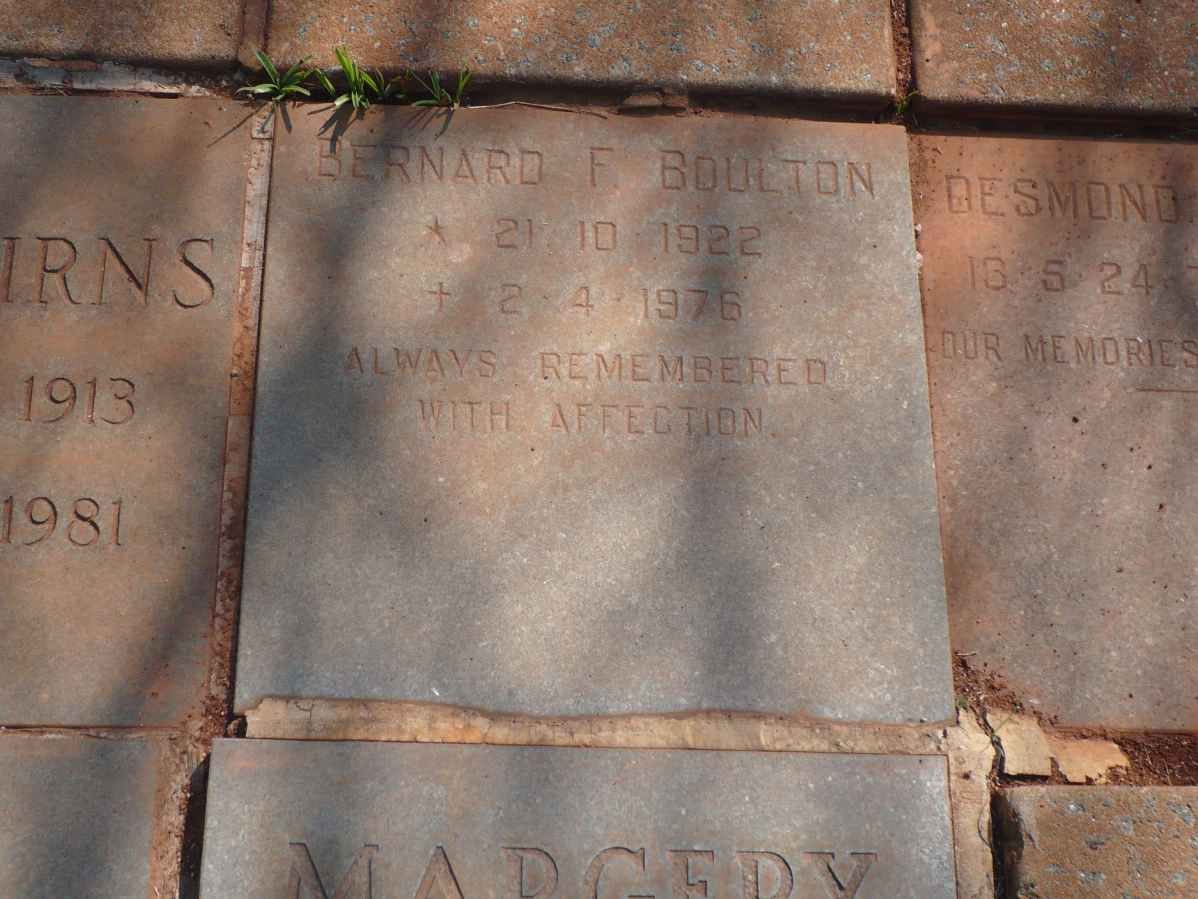 BERNARD F. BOULTON
★ 21 · 10 · 1922
+ 2 · 4 · 1976
ALWAYS REMEMBERED
WITH AFFECTION.
IRNS
1913
1981
DESMOND
16 · 5 · 24
OUR MEMORIES
MARGERY